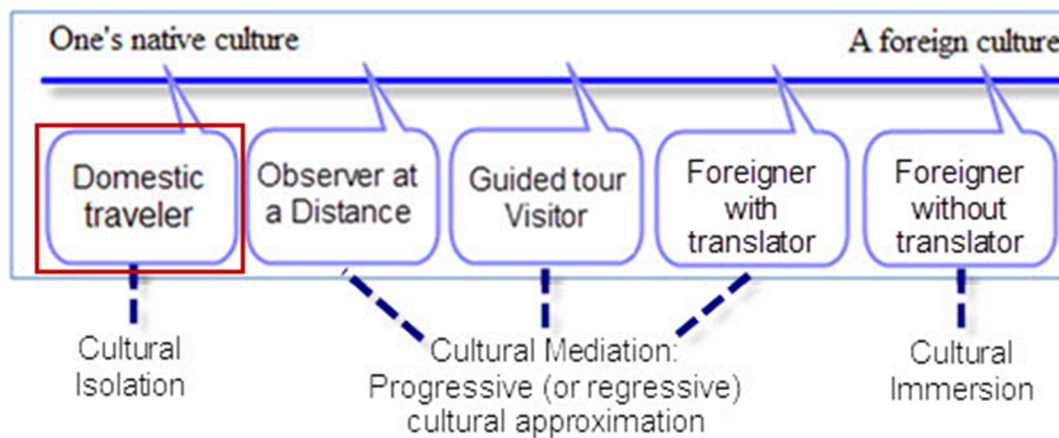 One's native culture
A foreign culture
Domestic
traveler
Observer at
a Distance
Guided tour
Visitor
Foreigner
with
translator
Foreigner
without
translator
Cultural
Isolation
Cultural Mediation:
Progressive (or regressive)
cultural approximation
Cultural
Immersion